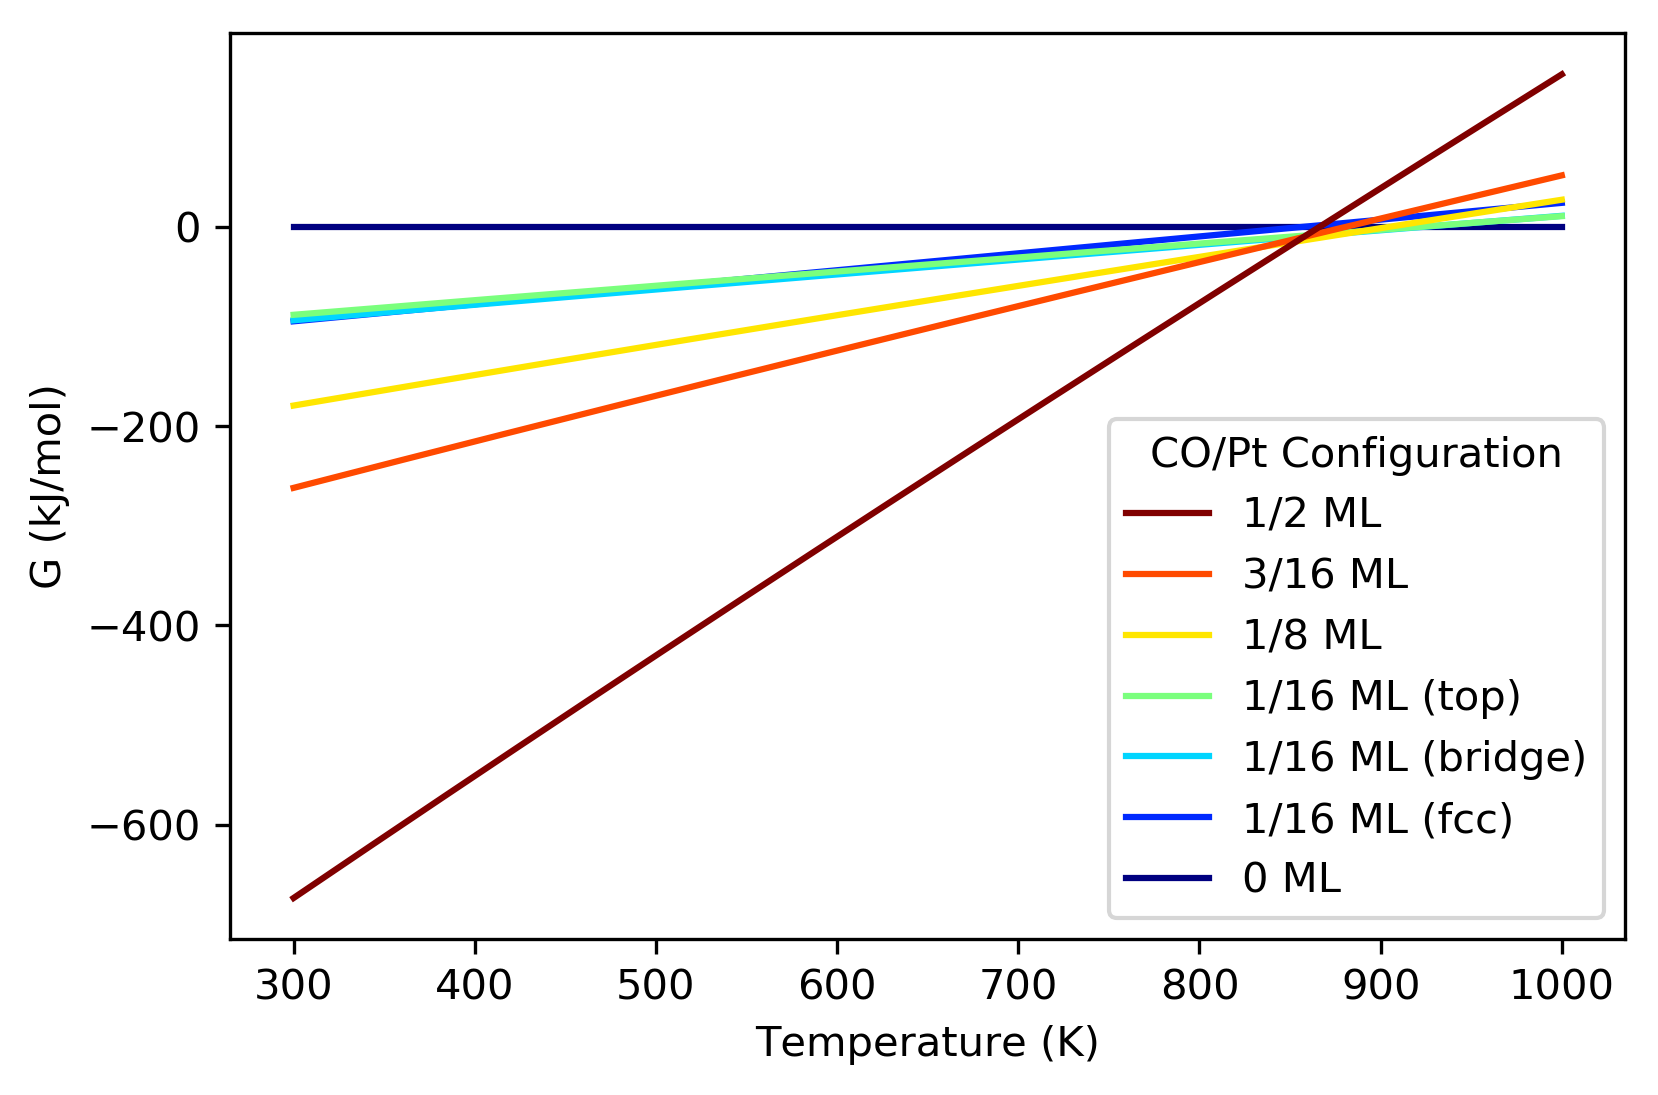 0
−200
−400
−600
G (kJ/mol)
300 400 500 600 700 800 900 1000
Temperature (K)
CO/Pt Configuration
1/2 ML
3/16 ML
1/8 ML
1/16 ML (top)
1/16 ML (bridge)
1/16 ML (fcc)
0 ML